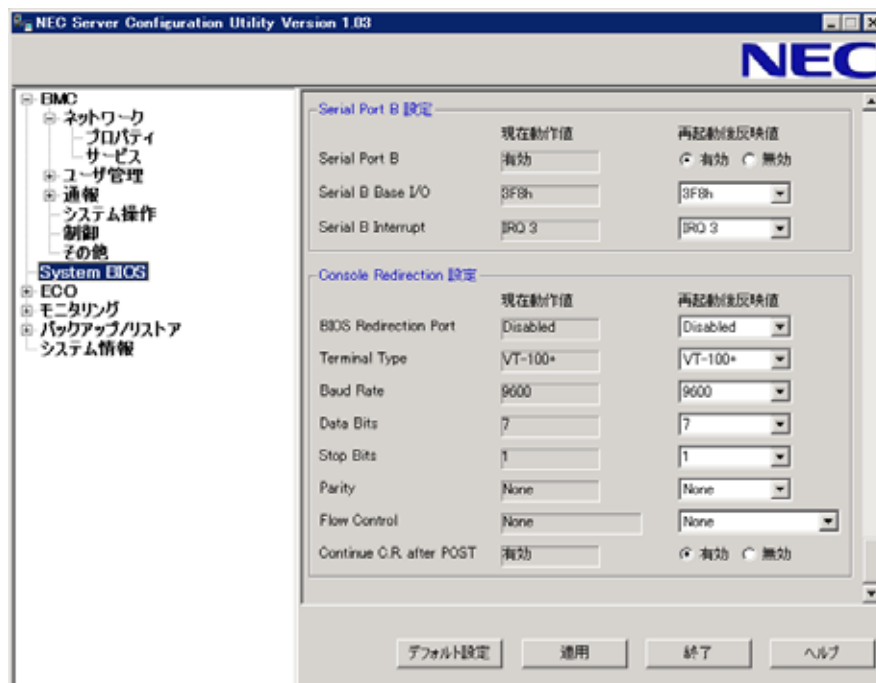 NEC Server Configuration Utility Version 1.03
NEC
BMC
ネットワーク
プロパティ
サービス
ユーザ管理
通報
システム操作
制御
その他
System BIOS
ECO
モニタリング
バックアップ/リストア
システム情報
Serial Port B 設定
現在動作値 再起動後反映値
Serial Port B 有効 有効 無効
Serial B Base I/O 3F8h 3F8h
Serial B Interrupt IRQ 3 IRQ 3
Console Redirection 設定
現在動作値 再起動後反映値
BIOS Redirection Port Disabled Disabled
Terminal Type VT-100+ VT-100+
Baud Rate 9600 9600
Data Bits 7 7
Stop Bits 1 1
Parity None None
Flow Control None None
Continue C.R. after POST 有効 有効 無効
デフォルト設定 適用 終了 ヘルプ